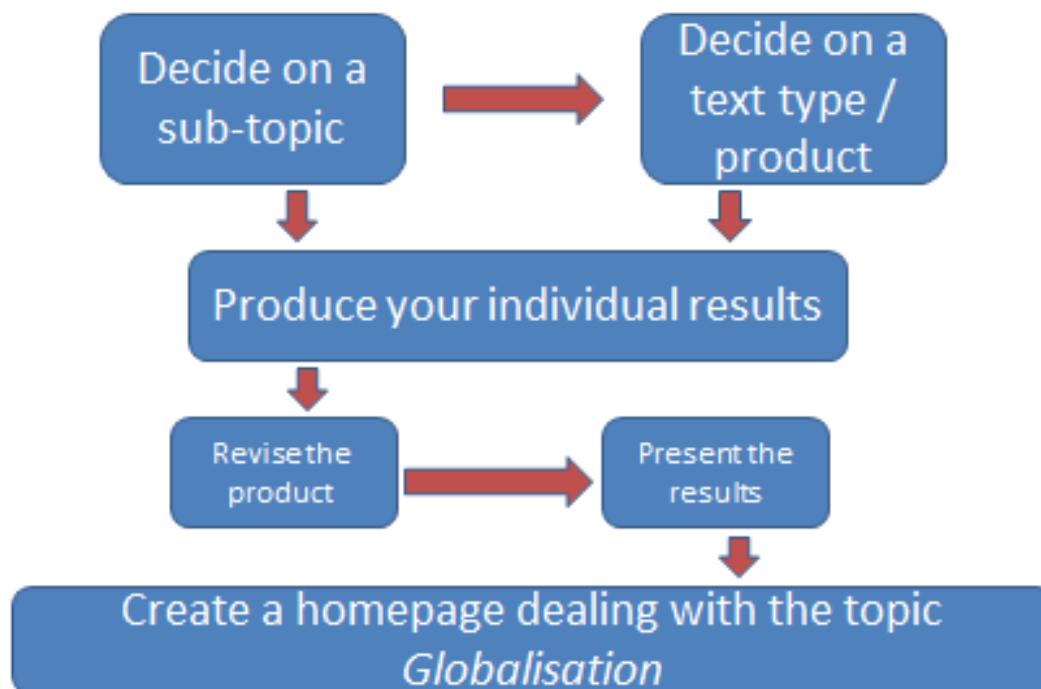 Decide on a
sub-topic
Decide on a
text type /
product
Produce your individual results
Revise the
product
Present the
results
Create a homepage dealing with the topic
Globalisation